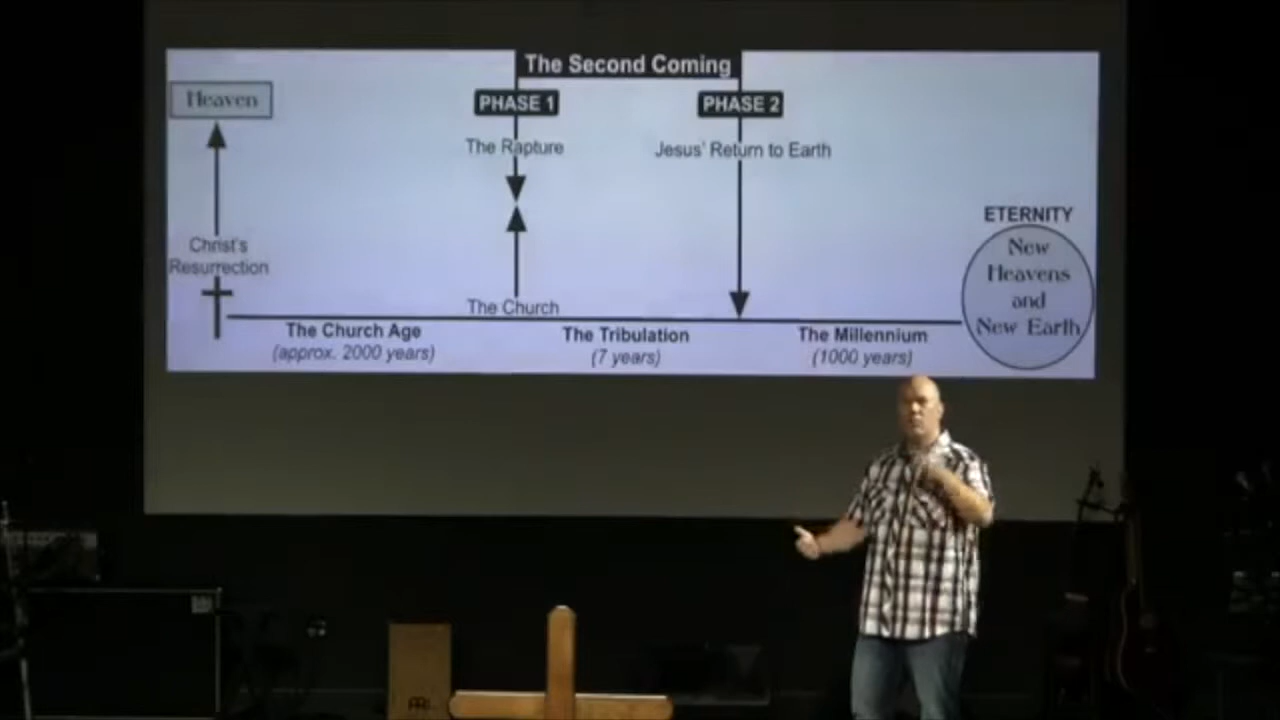 The Second Coming
Heaven
PHASE 1
PHASE 2
The Rapture
Jesus' Return to Earth
ETERNITY
New
Heavens
and
New Earth
Christ's
Resurrection
The Church
The Church Age
(approx. 2000 years)
The Tribulation
(7 years)
The Millennium
(1000 years)